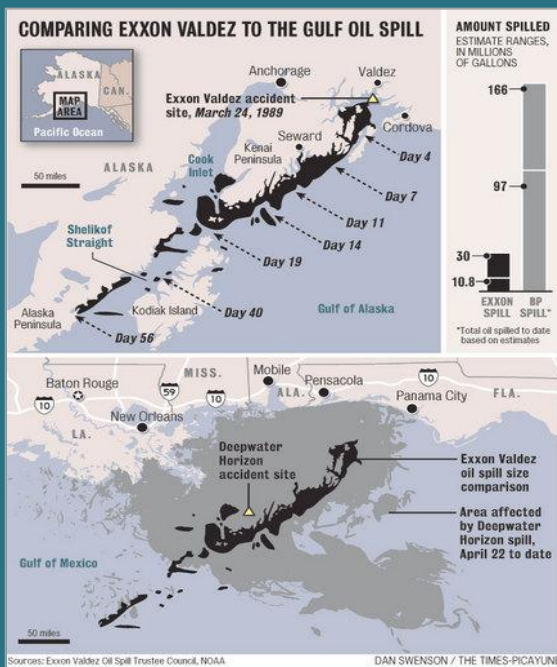 COMPARING EXXON VALDEZ TO THE GULF OIL SPILL
ALASKA
CAN.
MAP
AREA
Pacific Ocean
Anchorage
Valdez
Exxon Valdez accident
site, March 24, 1989
Cordova
Seward
Kenai
Peninsula
Day 4
ALASKA
Cook
Inlet
Day 7
50 miles
Day 11
Day 14
Shelikof
Straight
Day 19
Day 40
Gulf of Alaska
Alaska
Peninsula
Kodiak Island
Day 56
AMOUNT SPILLED
ESTIMATE RANGES,
IN MILLIONS
OF GALLONS
166
97
30
10.8
EXXON
SPILL
BP
SPILL*
*Total oil spilled to date
based on estimates
MISS.
Mobile
10
Baton Rouge
59
ALA.
Pensacola
10
10
Panama City
FLA.
New Orleans
LA.
Deepwater
Horizon
accident site
Exxon Valdez
oil spill size
comparison
Area affected
by Deepwater
Horizon spill,
April 22 to date
Gulf of Mexico
50 miles
Sources: Exxon Valdez Oil Spill Trustee Council, NOAA
DAN SWENSON / THE TIMES-PICAYUNE